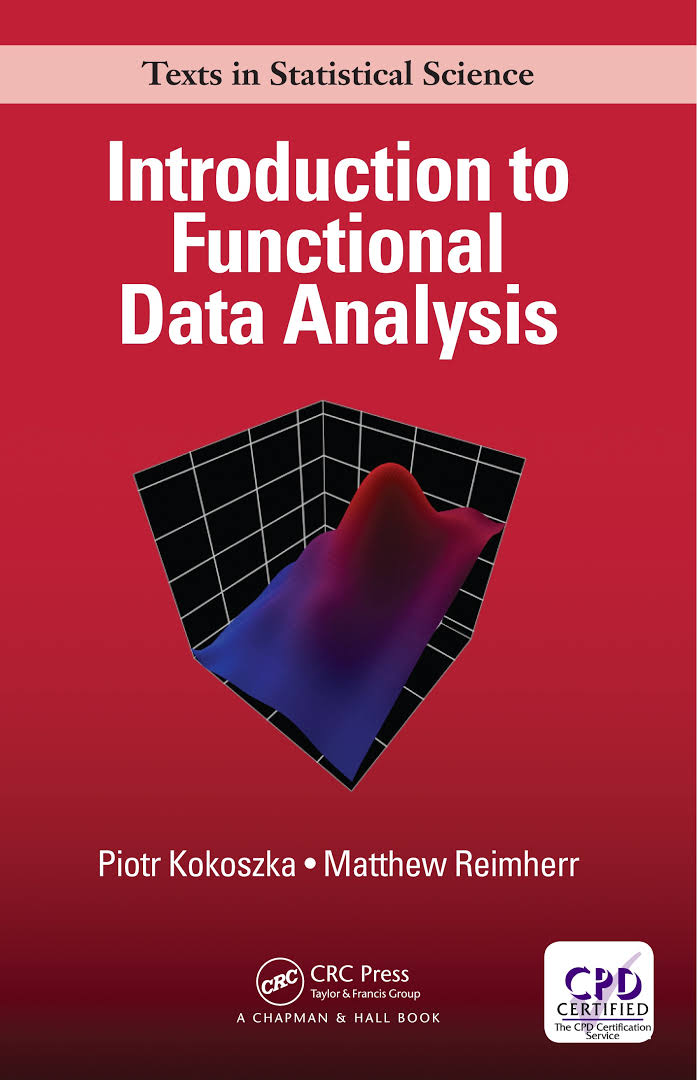 Texts in Statistical Science
Introduction to
Functional
Data Analysis
Piotr Kokoszka • Matthew Reimherr
CRC CRC Press
Taylor & Francis Group
A CHAPMAN & HALL BOOK
CPD
CERTIFIED
The CPD Certification
Service